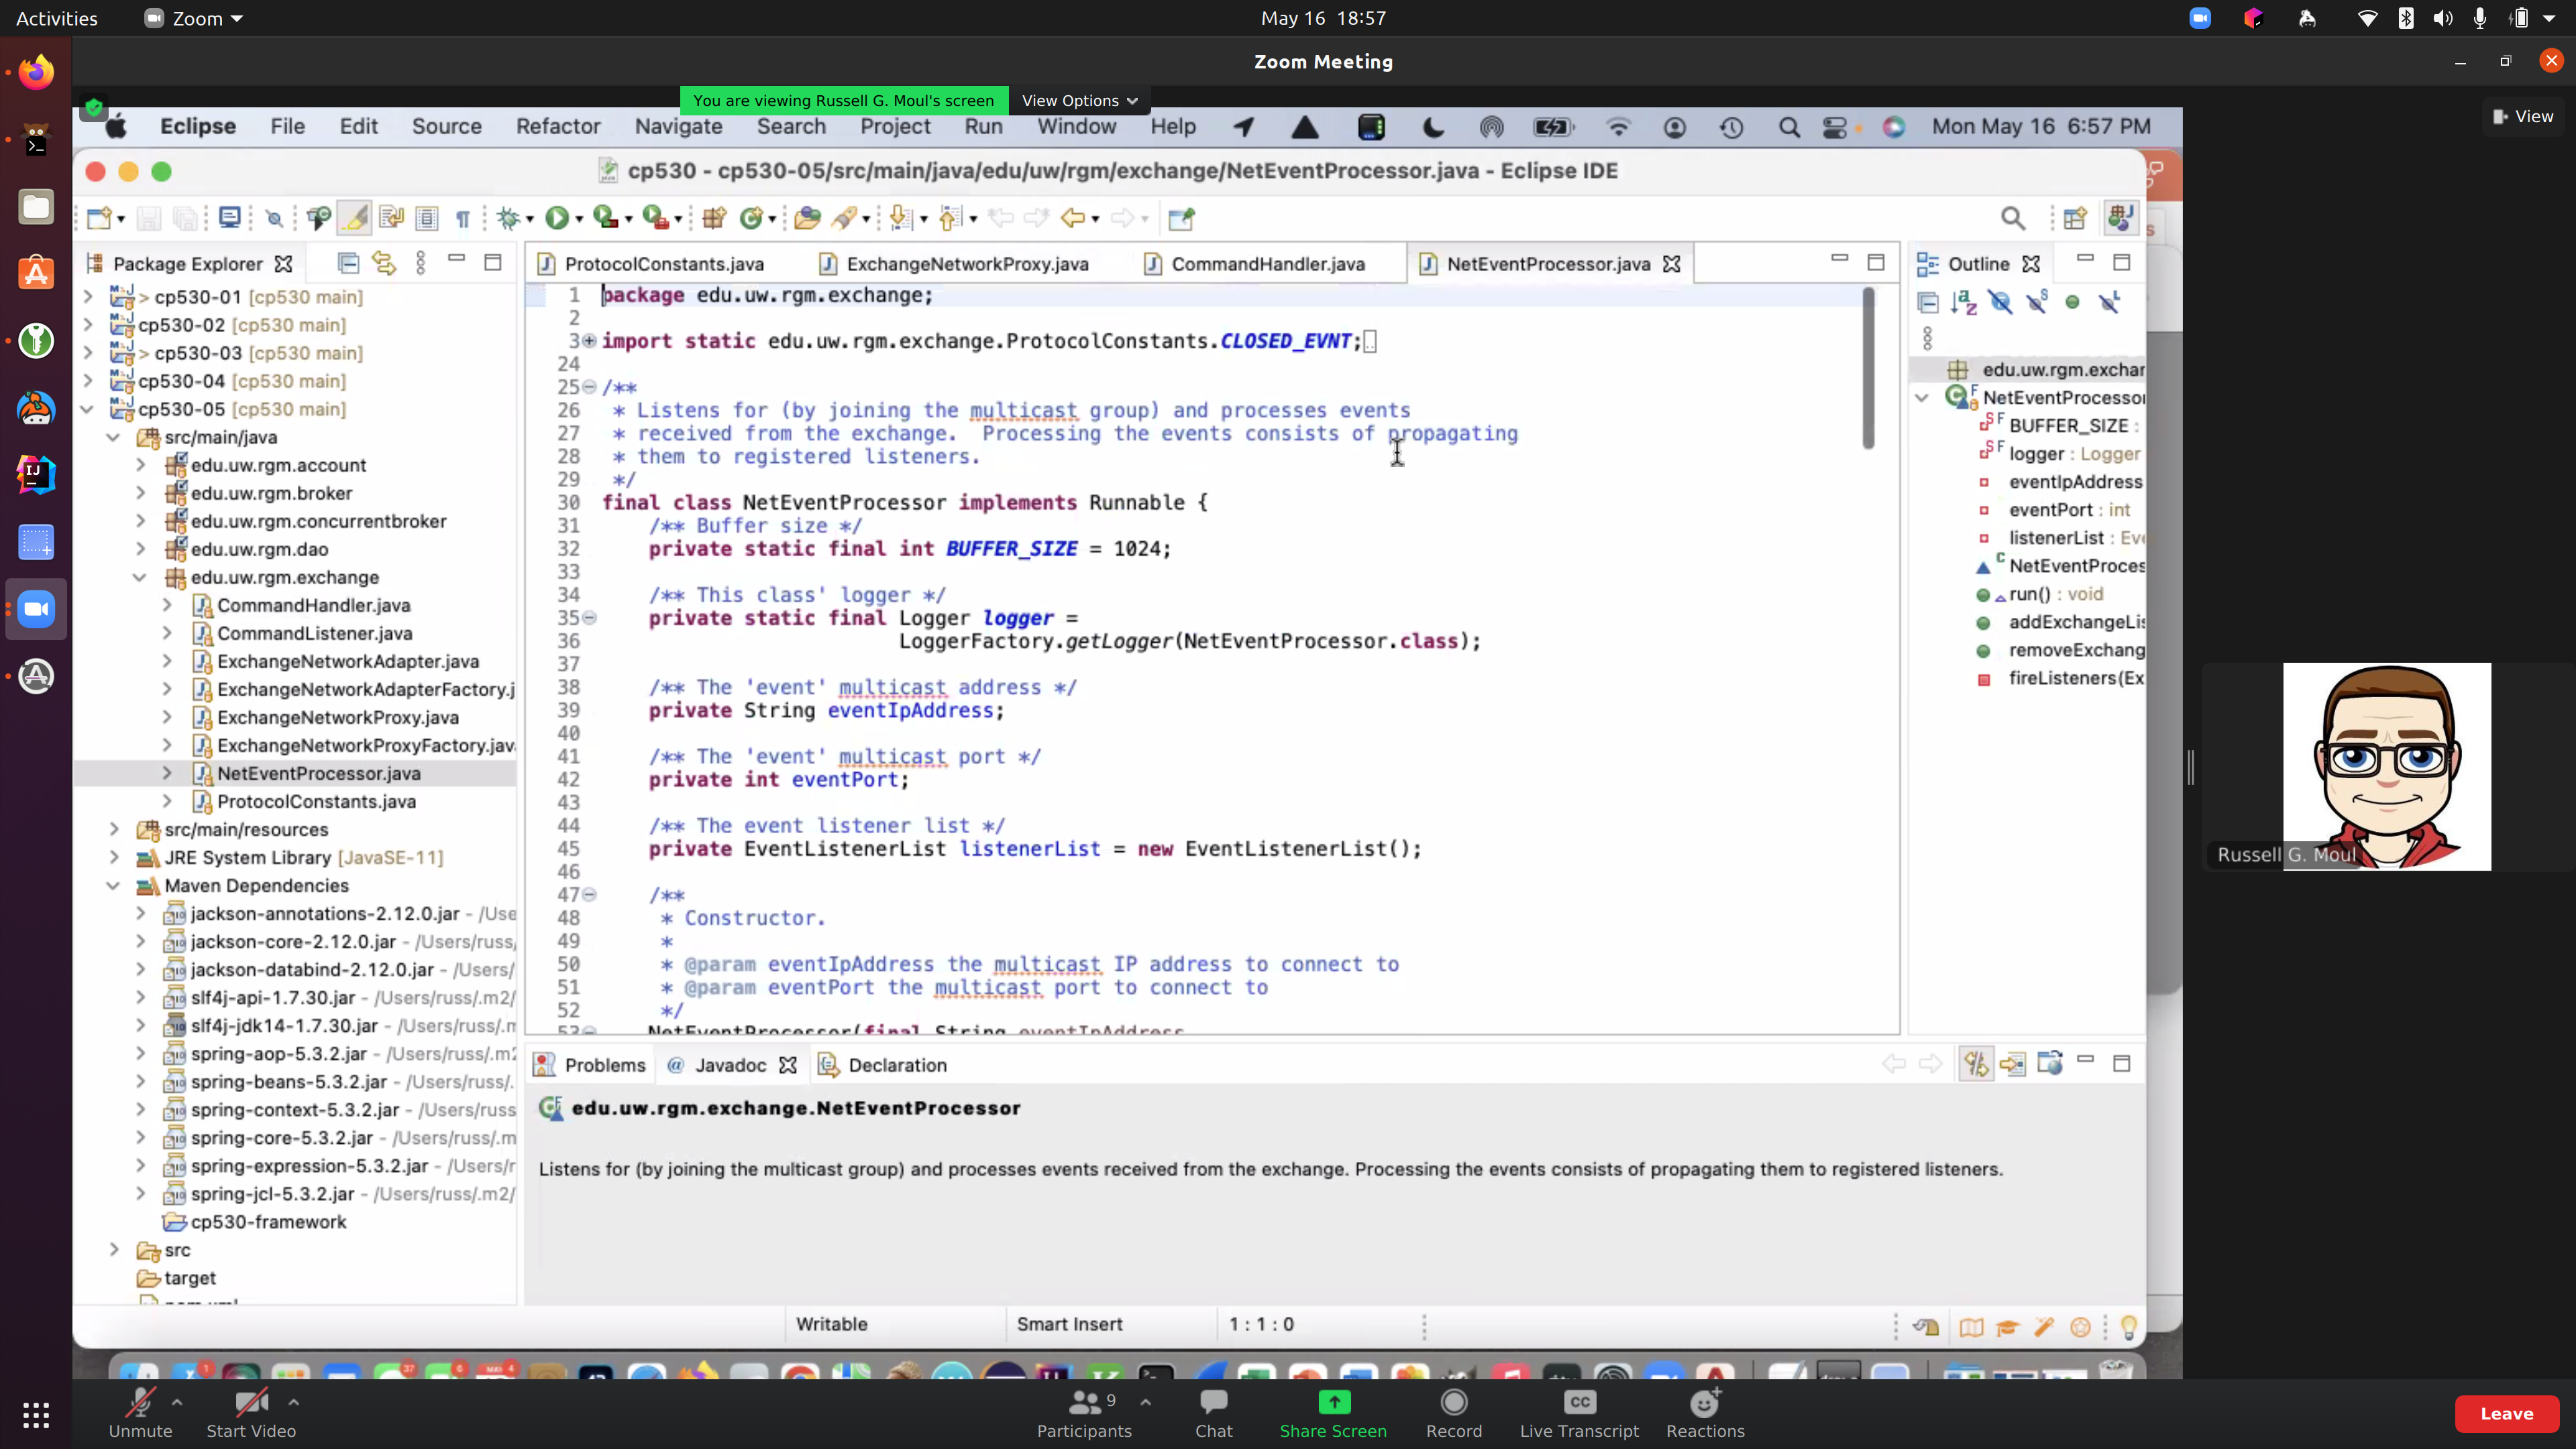 Activities
Zoom
May 16 18:57
Zoom Meeting
You are viewing Russell G. Moul's screen
View Options
View
Eclipse File Edit Source Refactor Navigate Search Project Run Window Help
Mon May 16 6:57 PM
cp530 - cp530-05/src/main/java/edu/uw/rgm/exchange/NetEventProcessor.java - Eclipse IDE
Package Explorer
> cp530-01 [cp530 main]
cp530-02 [cp530 main]
> cp530-03 [cp530 main]
cp530-04 [cp530 main]
cp530-05 [cp530 main]
src/main/java
edu.uw.rgm.account
edu.uw.rgm.broker
edu.uw.rgm.concurrentbroker
edu.uw.rgm.dao
edu.uw.rgm.exchange
CommandHandler.java
CommandListener.java
ExchangeNetworkAdapter.java
ExchangeNetworkAdapterFactory.j
ExchangeNetworkProxy.java
ExchangeNetworkProxyFactory.jav
NetEventProcessor.java
ProtocolConstants.java
src/main/resources
JRE System Library [JavaSE-11]
Maven Dependencies
jackson-annotations-2.12.0.jar - /Use
jackson-core-2.12.0.jar - /Users/russ/
jackson-databind-2.12.0.jar - /Users/
slf4j-api-1.7.30.jar - /Users/russ/.m2/
slf4j-jdk14-1.7.30.jar - /Users/russ/.m
spring-aop-5.3.2.jar - /Users/russ/.m2
spring-beans-5.3.2.jar - /Users/russ/.
spring-context-5.3.2.jar - /Users/russ
spring-core-5.3.2.jar - /Users/russ/.m
spring-expression-5.3.2.jar - /Users/r
spring-jcl-5.3.2.jar - /Users/russ/.m2/
cp530-framework
src
target
ProtocolConstants.java
ExchangeNetworkProxy.java
CommandHandler.java
NetEventProcessor.java
1 package edu.uw.rgm.exchange;
2
3 import static edu.uw.rgm.exchange.ProtocolConstants.CLOSED_EVNT;
24
25 /**
26 * Listens for (by joining the multicast group) and processes events
27 * received from the exchange.  Processing the events consists of propagating
28 * them to registered listeners.
29 */
30 final class NetEventProcessor implements Runnable {
31 /** Buffer size */
32 private static final int BUFFER_SIZE = 1024;
33
34 /** This class' logger */
35 private static final Logger logger =
36 LoggerFactory.getLogger(NetEventProcessor.class);
37
38 /** The 'event' multicast address */
39 private String eventIpAddress;
40
41 /** The 'event' multicast port */
42 private int eventPort;
43
44 /** The event listener list */
45 private EventListenerList listenerList = new EventListenerList();
46
47 /**
48 * Constructor.
49 *
50 * @param eventIpAddress the multicast IP address to connect to
51 * @param eventPort the multicast port to connect to
52 */
53 NetEventProcessor(final String eventIpAddress
Outline
edu.uw.rgm.exchar
NetEventProcessor
BUFFER_SIZE :
logger : Logger
eventIpAddress
eventPort : int
listenerList : Eve
NetEventProces
run() : void
addExchangeLis
removeExchang
fireListeners(Ex
Problems
@ Javadoc
Declaration
edu.uw.rgm.exchange.NetEventProcessor
Listens for (by joining the multicast group) and processes events received from the exchange. Processing the events consists of propagating them to registered listeners.
Writable
Smart Insert
1 : 1 : 0
Russell G. Moul
Unmute
Start Video
Participants 9
Chat
Share Screen
Record
CC
Live Transcript
Reactions
Leave